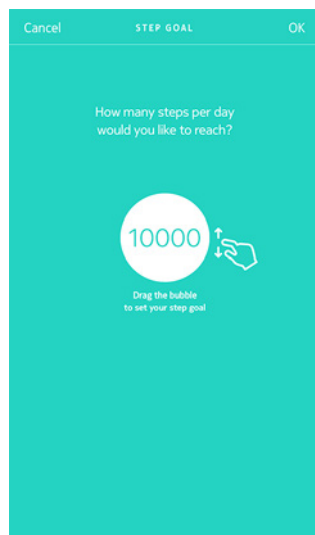 Cancel STEP GOAL OK
How many steps per day
would you like to reach?
10000
Drag the bubble
to set your step goal